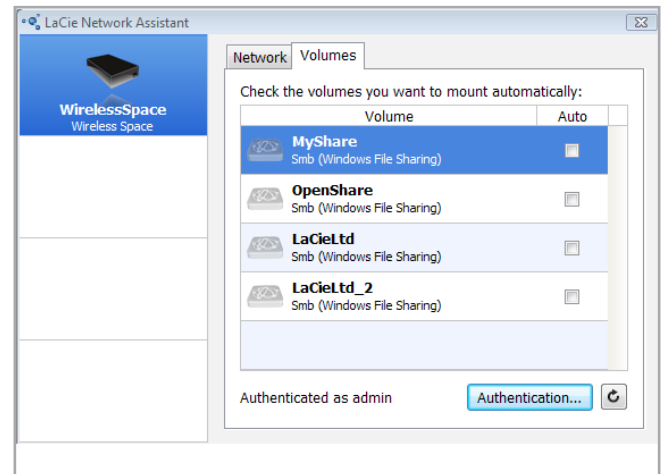 LaCie Network Assistant
WirelessSpace
Wireless Space
Network Volumes
Check the volumes you want to mount automatically:
Volume Auto
MyShare
Smb (Windows File Sharing)
OpenShare
Smb (Windows File Sharing)
LaCieLtd
Smb (Windows File Sharing)
LaCieLtd_2
Smb (Windows File Sharing)
Authenticated as admin Authentication...